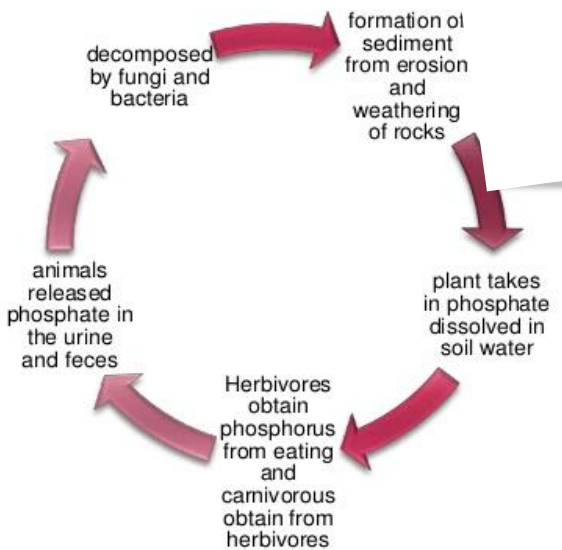 formation of
sediment
from erosion
and
weathering
of rocks
plant takes
in phosphate
dissolved in
soil water
Herbivores
obtain
phosphorus
from eating
and
carnivorous
obtain from
herbivores
animals
released
phosphate in
the urine
and feces
decomposed
by fungi and
bacteria